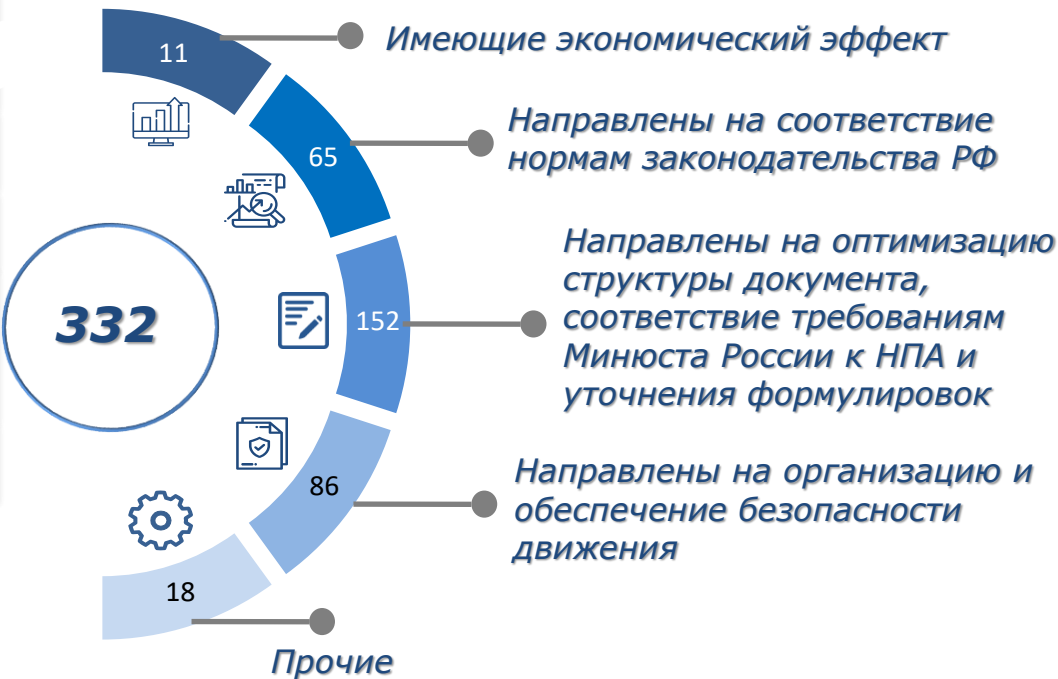 11
Имеющие экономический эффект
65
Направлены на соответствие
нормам законодательства РФ
332
152
Направлены на оптимизацию
структуры документа,
соответствие требованиям
Минюста России к НПА и
уточнения формулировок
86
Направлены на организацию и
обеспечение безопасности
движения
18
Прочие